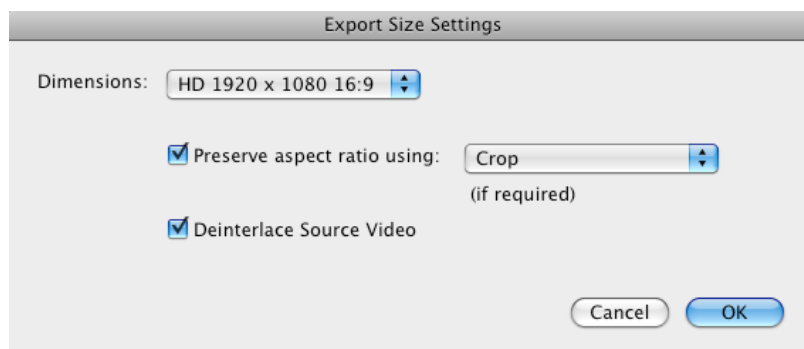 Export Size Settings
Dimensions: HD 1920 x 1080 16:9
Preserve aspect ratio using: Crop
(if required)
Deinterlace Source Video
Cancel OK